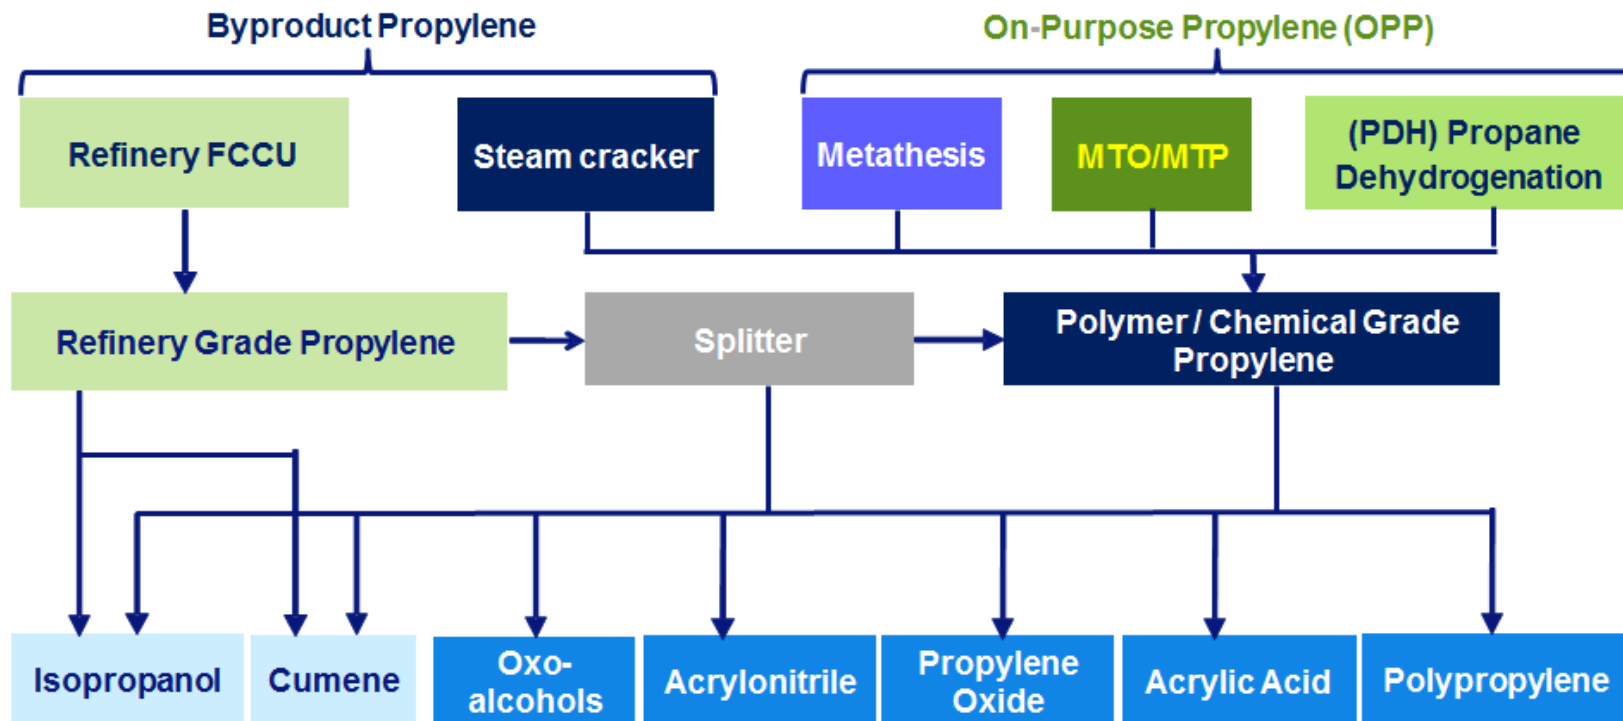 Byproduct Propylene
On-Purpose Propylene (OPP)
Refinery FCCU
Steam cracker
Metathesis
MTO/MTP
(PDH) Propane
Dehydrogenation
Refinery Grade Propylene
Splitter
Polymer / Chemical Grade
Propylene
Isopropanol
Cumene
Oxo-
alcohols
Acrylonitrile
Propylene
Oxide
Acrylic Acid
Polypropylene